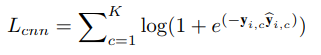 L_{cnn} = \sum_{c=1}^{K} \log(1 + e^{(-\mathbf{y}_{i,c}\widehat{\mathbf{y}}_{i,c})})